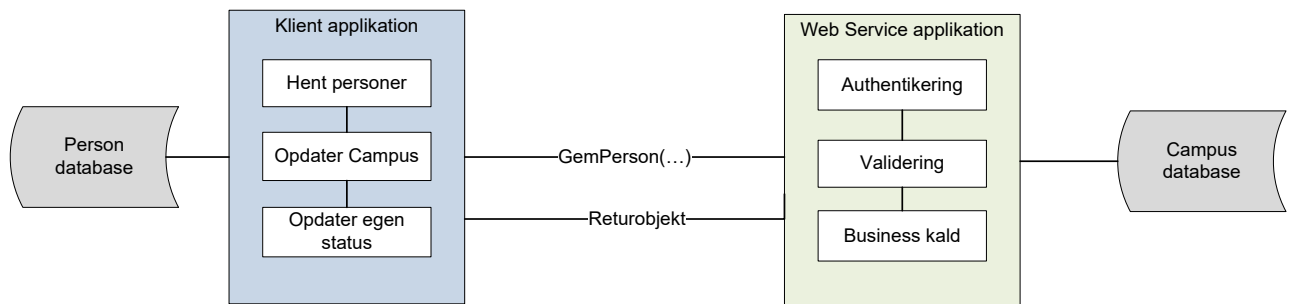 Person
database
Klient applikation
Hent personer
Opdater Campus
Opdater egen
status
GemPerson(…)
Returobjekt
Web Service applikation
Authentikering
Validering
Business kald
Campus
database